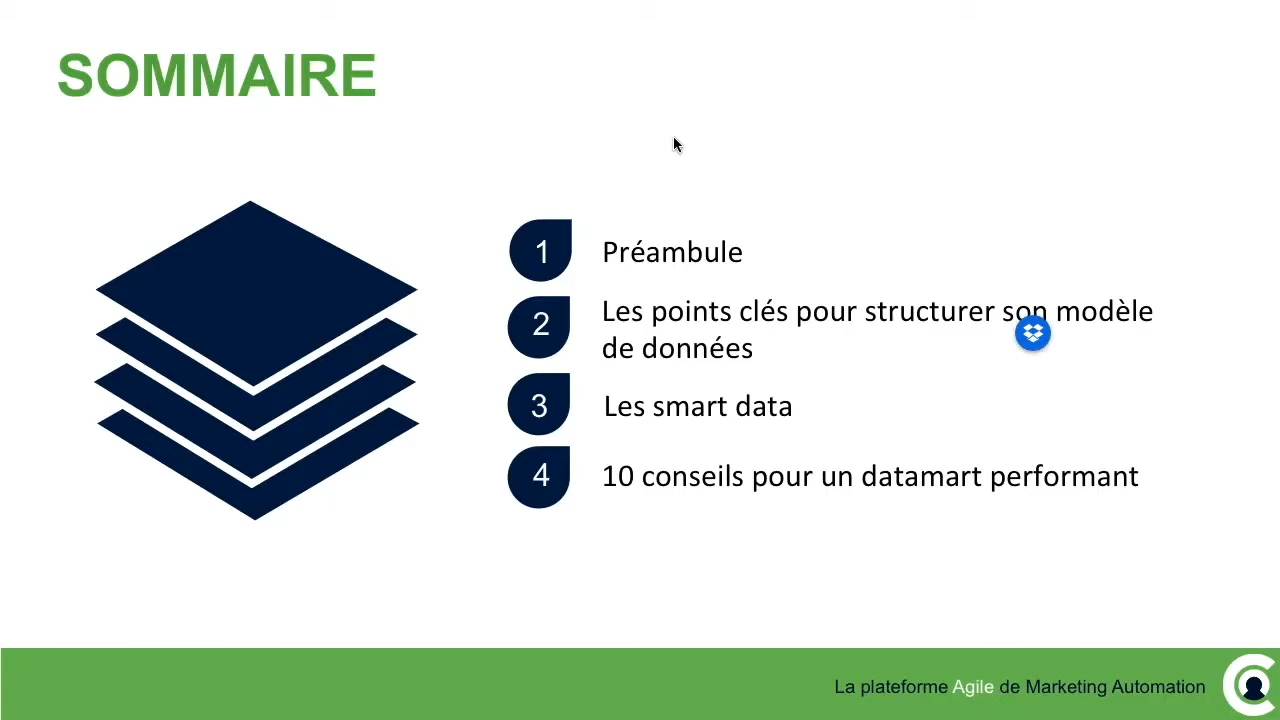 SOMMAIRE
1
Préambule
2
Les points clés pour structurer son modèle
de données
3
Les smart data
4
10 conseils pour un datamart performant
La plateforme Agile de Marketing Automation